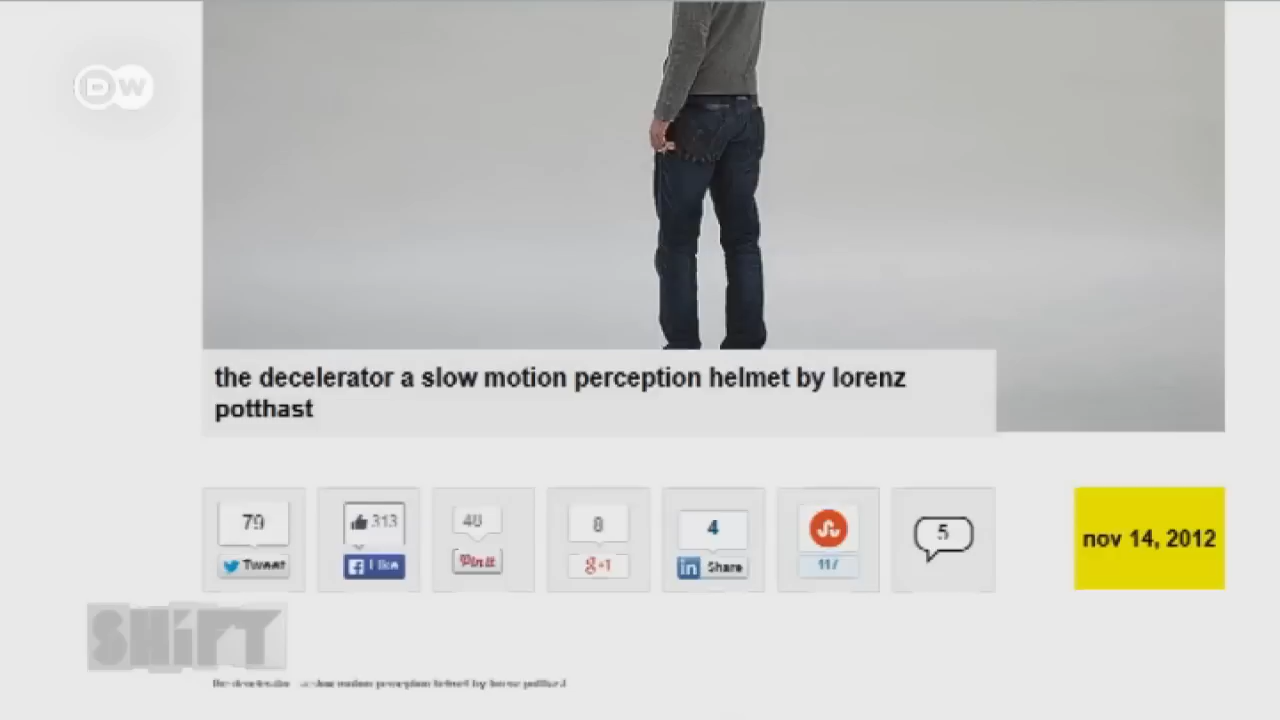 DW
the decelerator a slow motion perception helmet by lorenz
potthast
79
313
8
4
5
Tweet
I like
Pin it
g+1
in Share
117
nov 14, 2012
SHiFT